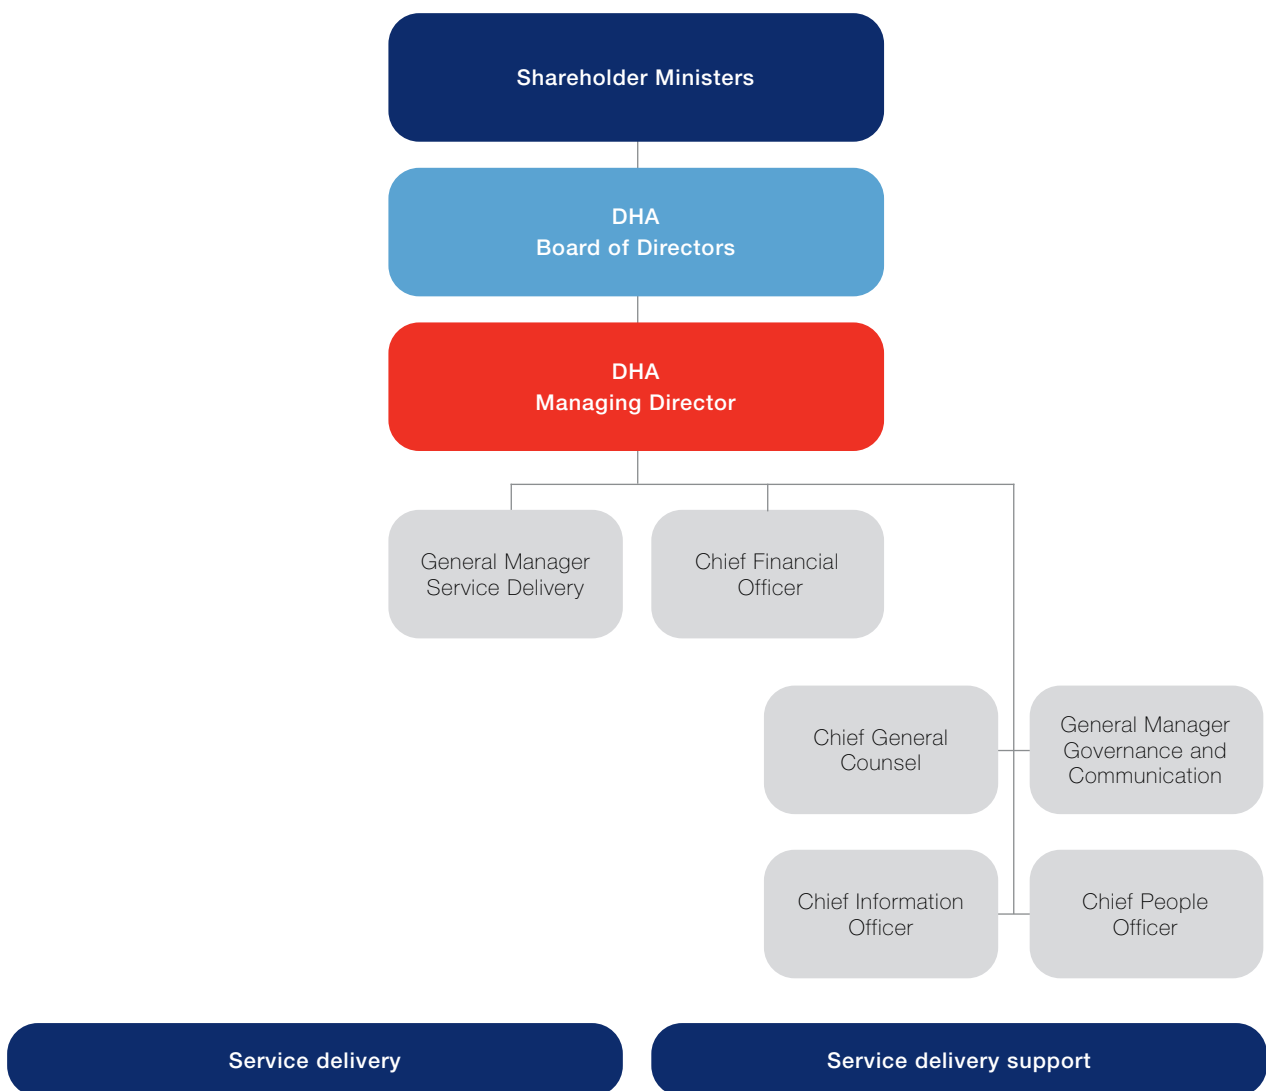 Shareholder Ministers
DHA
Board of Directors
DHA
Managing Director
General Manager
Service Delivery
Chief Financial
Officer
Chief General
Counsel
General Manager
Governance and
Communication
Chief Information
Officer
Chief People
Officer
Service delivery
Service delivery support